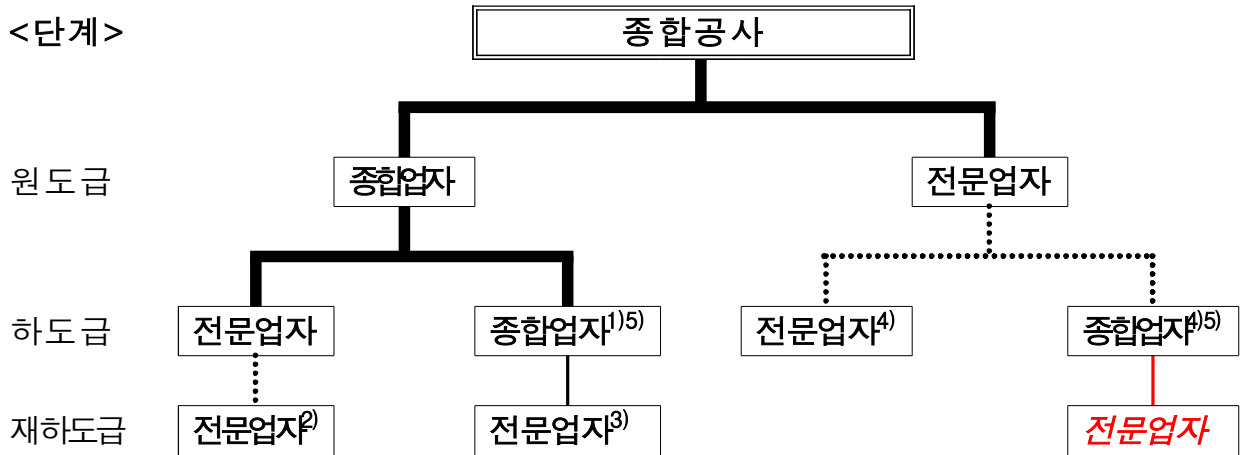 <단계> 종합공사
원도급 종합업자 전문업자
하도급 전문업자 종합업자1)5) 전문업자4) 종합업자4)5)
재하도급 전문업자2) 전문업자3) 전문업자